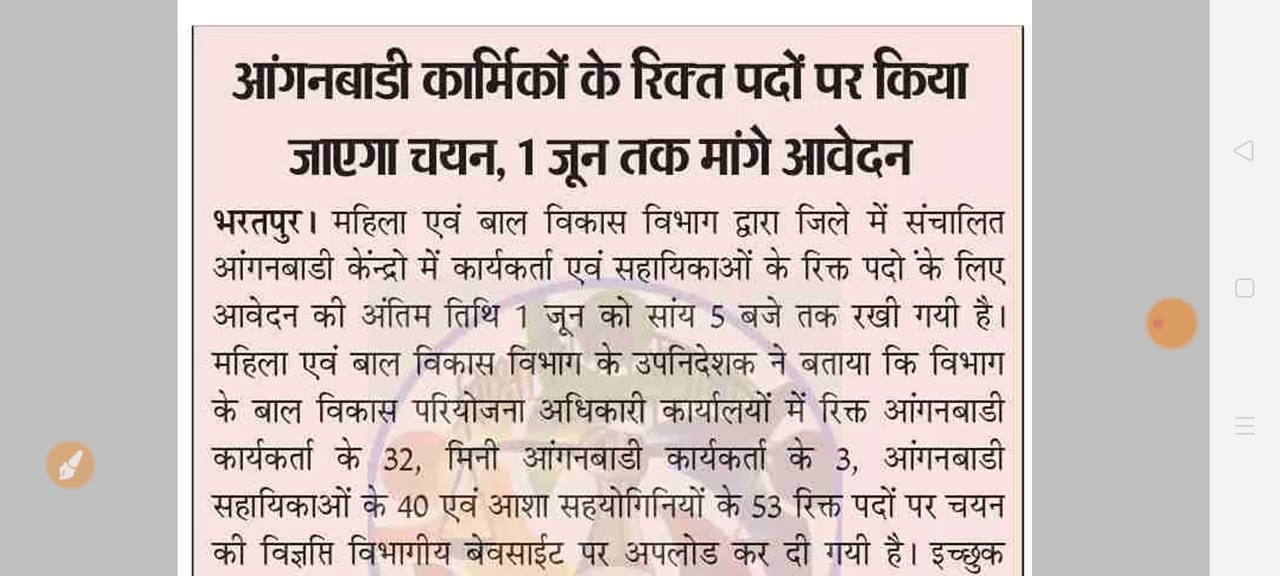 आंगनबाडी कार्मिकों के रिक्त पदों पर किया
जाएगा चयन, 1 जून तक मांगे आवेदन
भरतपुर। महिला एवं बाल विकास विभाग द्वारा जिले में संचालित
आंगनबाडी केंन्द्रो में कार्यकर्ता एवं सहायिकाओं के रिक्त पदो ंके लिए
आवेदन की अंतिम तिथि 1 जून को सांय 5 बजे तक रखी गयी है।
महिला एवं बाल विकास विभाग के उपनिदेशक ने बताया कि विभाग
के बाल विकास परियोजना अधिकारी कार्यालयों में रिक्त आंगनबाडी
कार्यकर्ता के 32, मिनी आंगनबाडी कार्यकर्ता के 3, आंगनबाडी
सहायिकाओं के 40 एवं आशा सहयोगिनियों के 53 रिक्त पदों पर चयन
की विज्ञप्ति विभागीय बेवसाईट पर अपलोड कर दी गयी है। इच्छुक